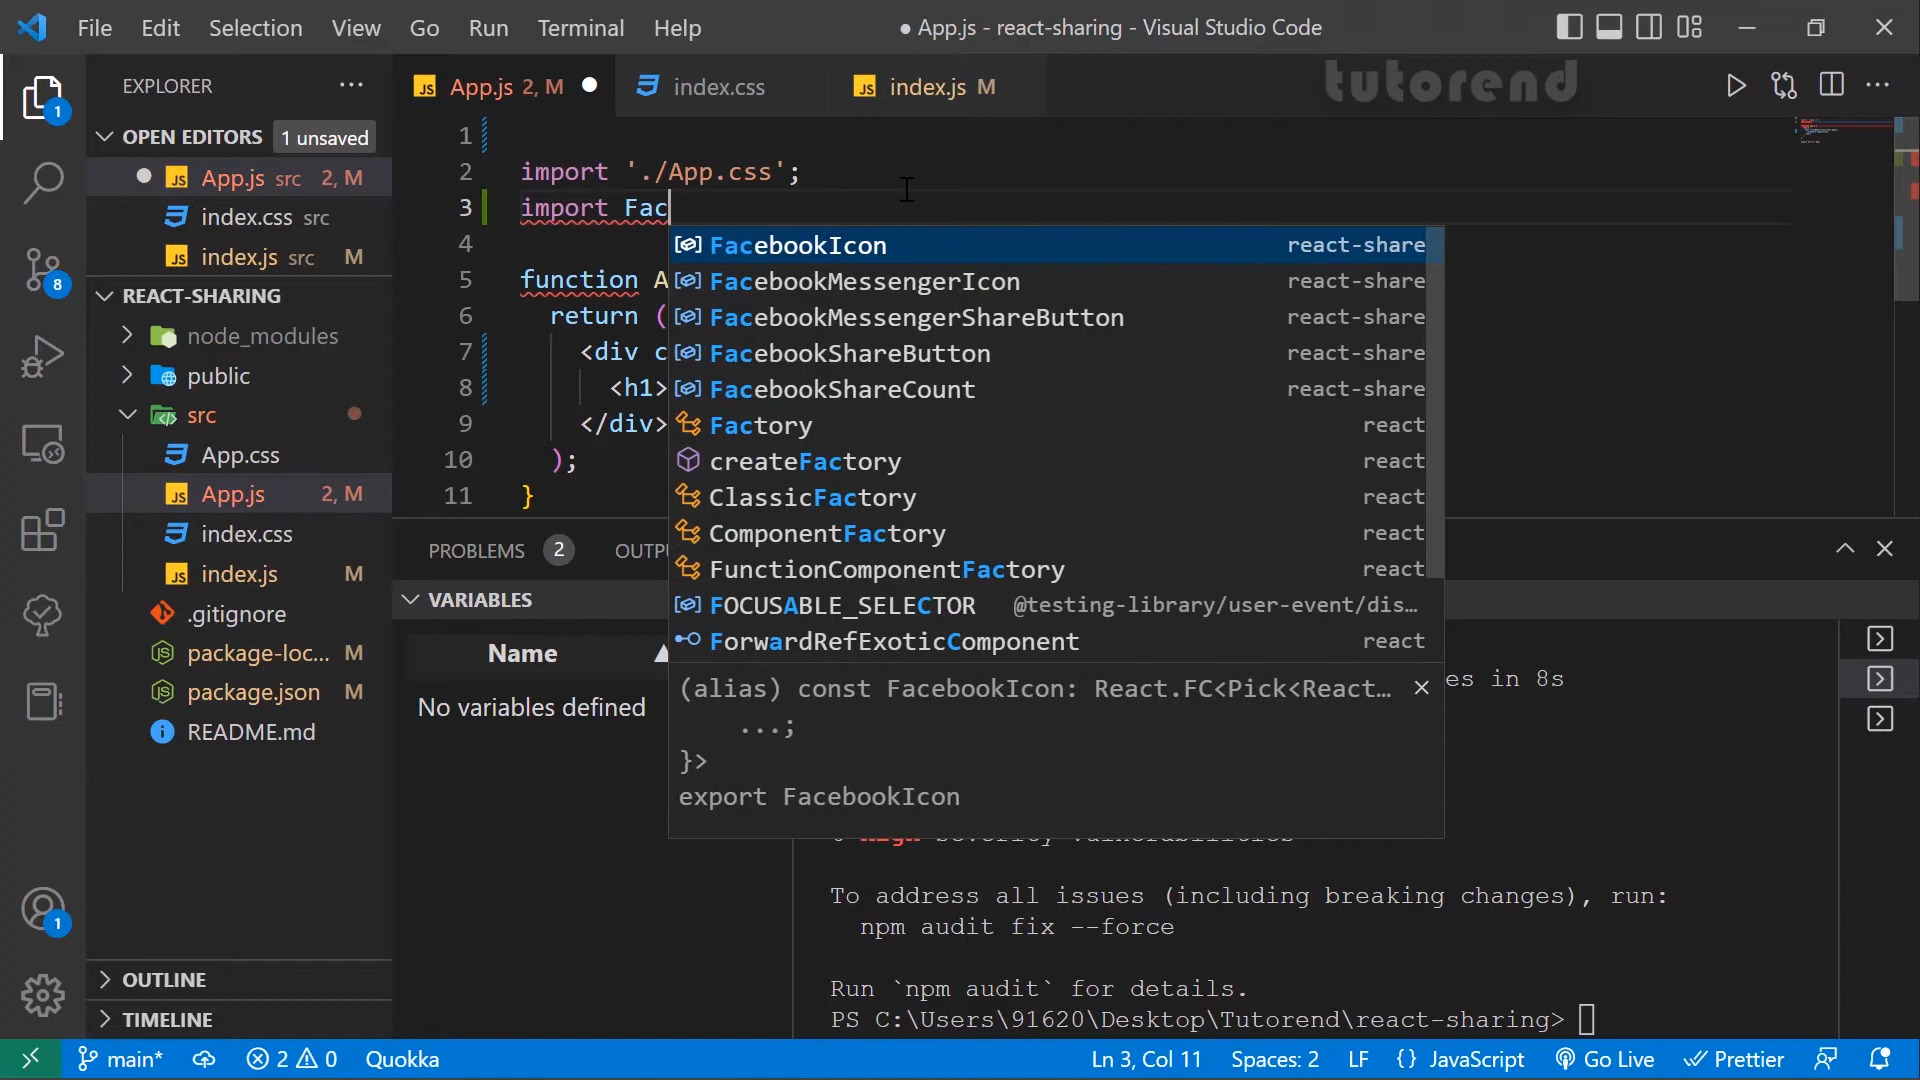 File Edit Selection View Go Run Terminal Help
● App.js - react-sharing - Visual Studio Code
tutorend
EXPLORER
App.js 2, M
index.css
index.js M
OPEN EDITORS 1 unsaved
App.js src 2, M
index.css src
index.js src M
REACT-SHARING
node_modules
public
src
App.css
App.js 2, M
index.css
index.js M
.gitignore
package-loc... M
package.json M
README.md
OUTLINE
TIMELINE
1
8
1
1
2 import './App.css';
3 import Fac
4
5 function A
6 return (
7 <div c
8 <h1>
9 </div>
10 );
11 }
FacebookIcon react-share
FacebookMessengerIcon react-share
FacebookMessengerShareButton react-share
FacebookShareButton react-share
FacebookShareCount react-share
Factory react
createFactory react
ClassicFactory react
ComponentFactory react
FunctionComponentFactory react
FOCUSABLE_SELECTOR @testing-library/user-event/dis...
ForwardRefExoticComponent react
(alias) const FacebookIcon: React.FC<Pick<React...
...;
}>
export FacebookIcon
PROBLEMS 2 OUTPU
VARIABLES
Name
No variables defined
es in 8s
To address all issues (including breaking changes), run:
npm audit fix --force
Run `npm audit` for details.
PS C:\Users\91620\Desktop\Tutorend\react-sharing>
main* 2 0 Quokka Ln 3, Col 11 Spaces: 2 LF {} JavaScript Go Live Prettier